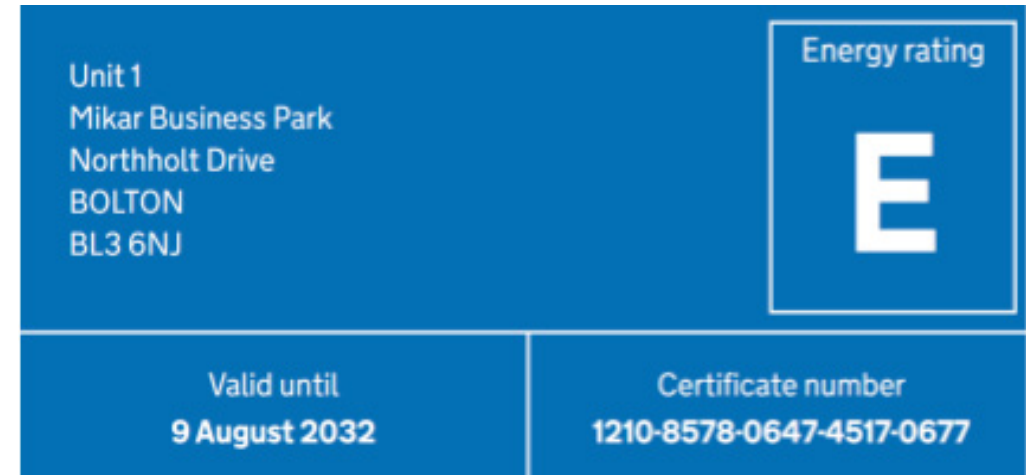 Unit 1
Mikar Business Park
Northholt Drive
BOLTON
BL3 6NJ
Energy rating
E
Valid until
9 August 2032
Certificate number
1210-8578-0647-4517-0677